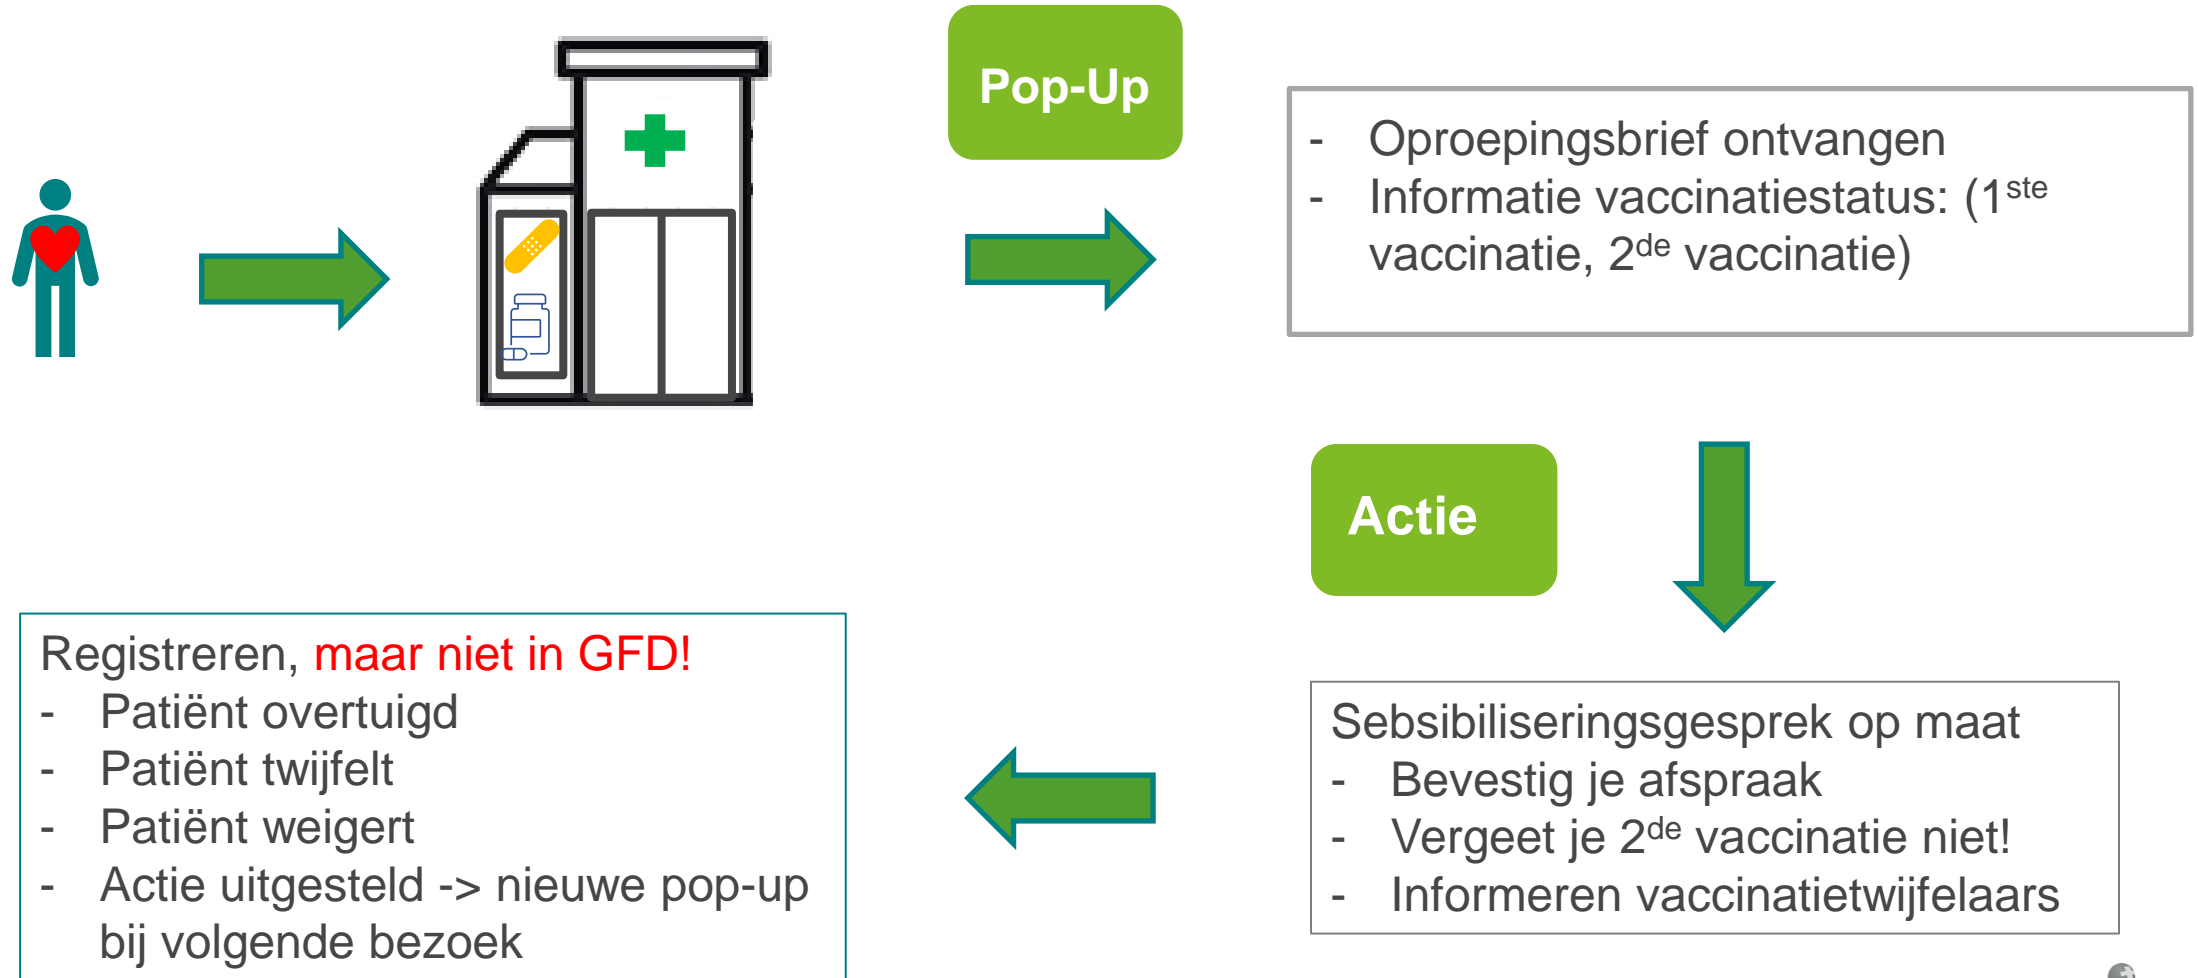 Pop-Up
- Oproepingsbrief ontvangen
- Informatie vaccinatiestatus: (1ste
vaccinatie, 2de vaccinatie)
Actie
Sebsibiliseringsgesprek op maat
- Bevestig je afspraak
- Vergeet je 2de vaccinatie niet!
- Informeren vaccinatietwijfelaars
Registreren, maar niet in GFD!
- Patiënt overtuigd
- Patiënt twijfelt
- Patiënt weigert
- Actie uitgesteld -> nieuwe pop-up
bij volgende bezoek